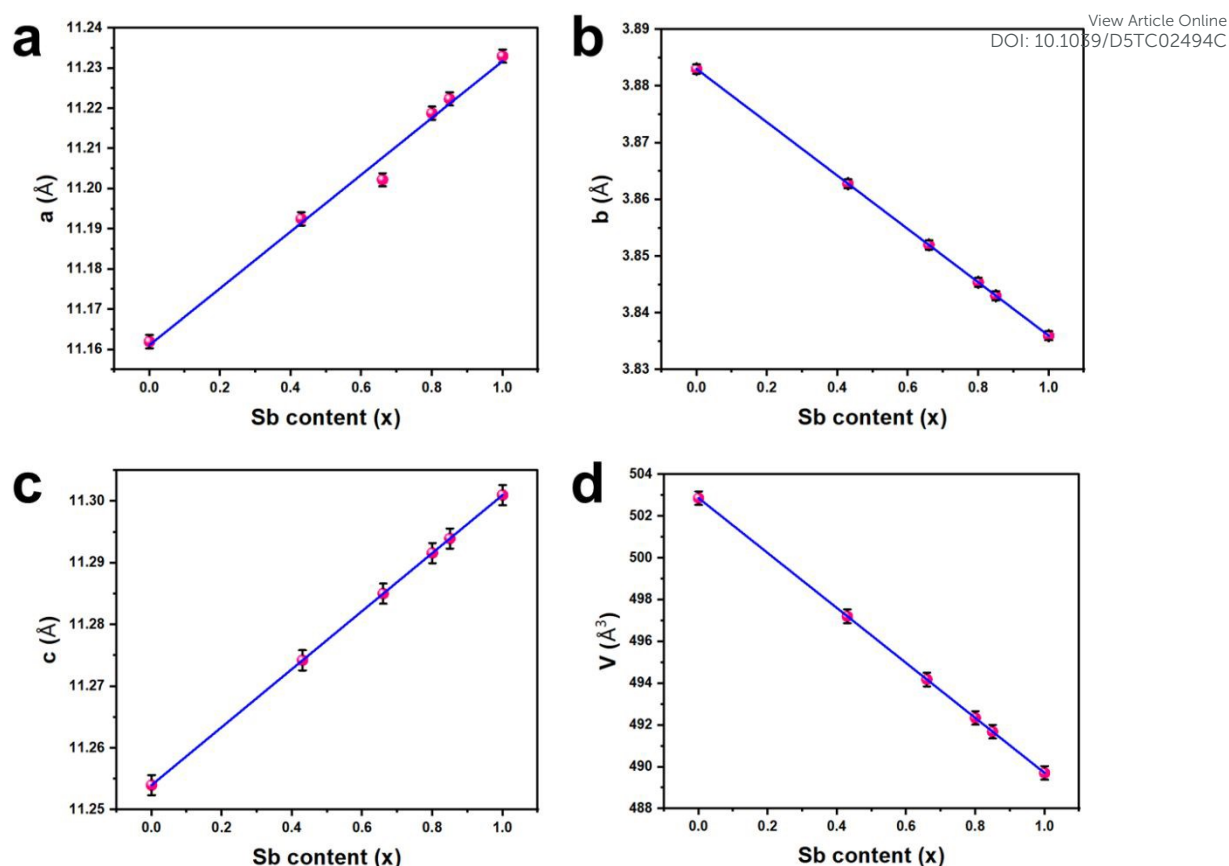 View Article Online
DOI: 10.1039/D5TC02494C
a
11.24
11.23
11.22
11.21
11.20
11.19
11.18
11.17
11.16
a (Å)
0.0 0.2 0.4 0.6 0.8 1.0
Sb content (x)
b
3.89
3.88
3.87
3.86
3.85
3.84
3.83
b (Å)
0.0 0.2 0.4 0.6 0.8 1.0
Sb content (x)
c
11.30
11.29
11.28
11.27
11.26
11.25
c (Å)
0.0 0.2 0.4 0.6 0.8 1.0
Sb content (x)
d
504
502
500
498
496
494
492
490
488
V (Å³)
0.0 0.2 0.4 0.6 0.8 1.0
Sb content (x)